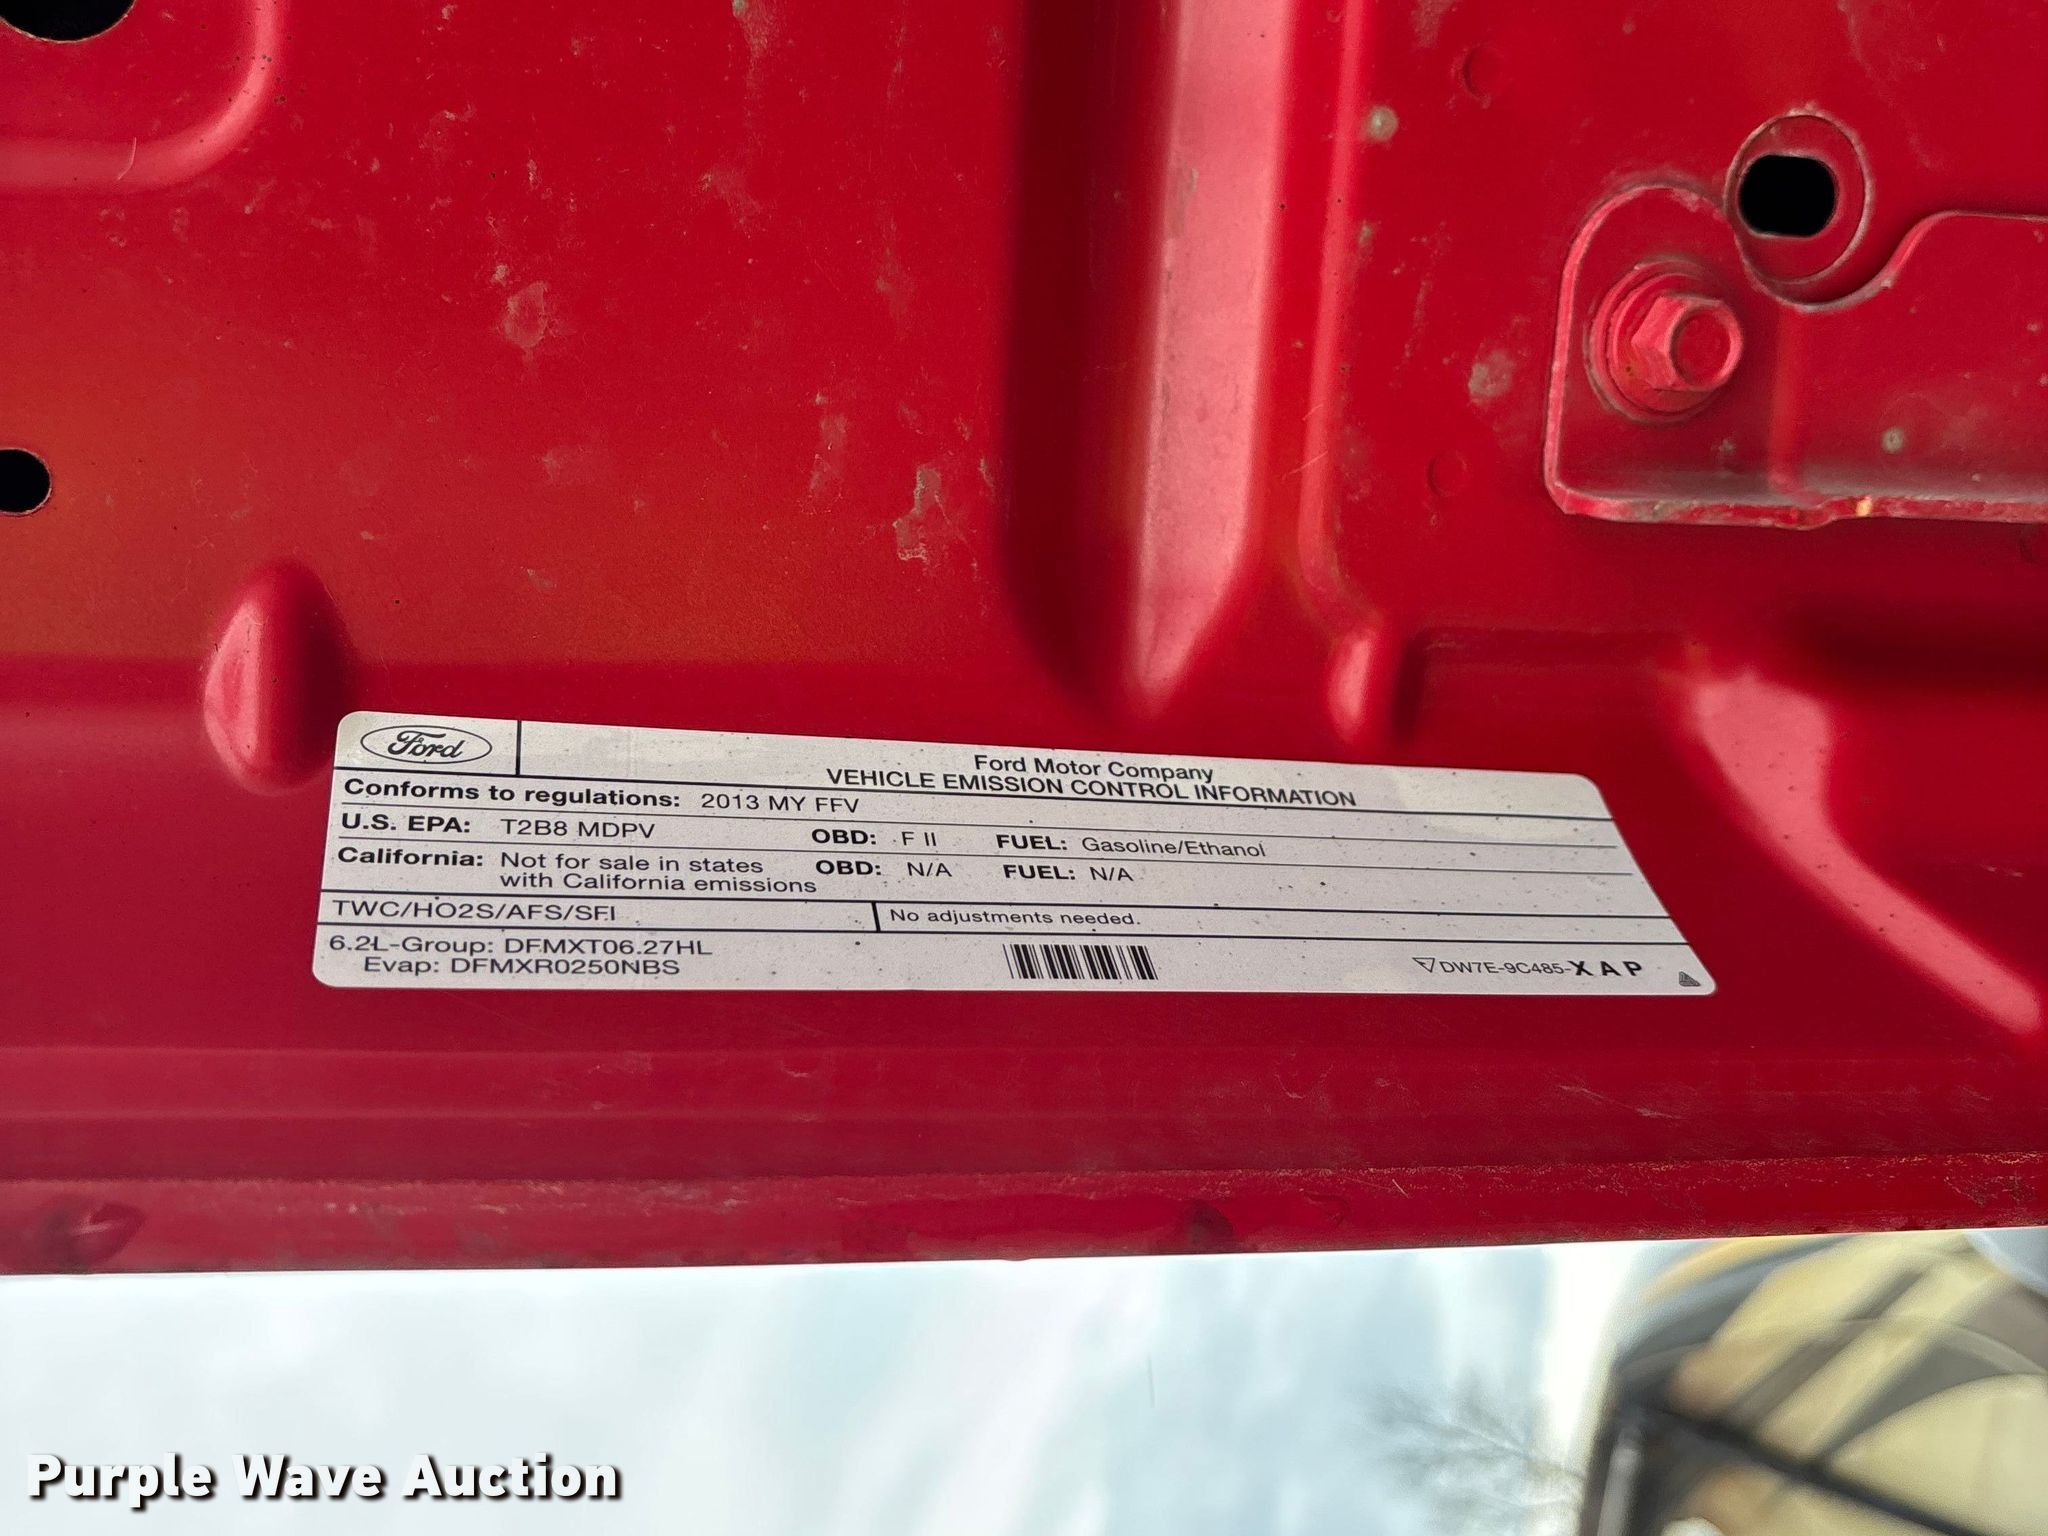 Ford
Ford Motor Company
VEHICLE EMISSION CONTROL INFORMATION
Conforms to regulations: 2013 MY FFV
U.S. EPA: T2B8 MDPV OBD: F II FUEL: Gasoline/Ethanol
California: Not for sale in states with California emissions OBD: N/A FUEL: N/A
TWC/HO2S/AFS/SFI No adjustments needed.
6.2L-Group: DFMXT06.27HL
Evap: DFMXR0250NBS
DW7E-9C485-XAP
Purple Wave Auction